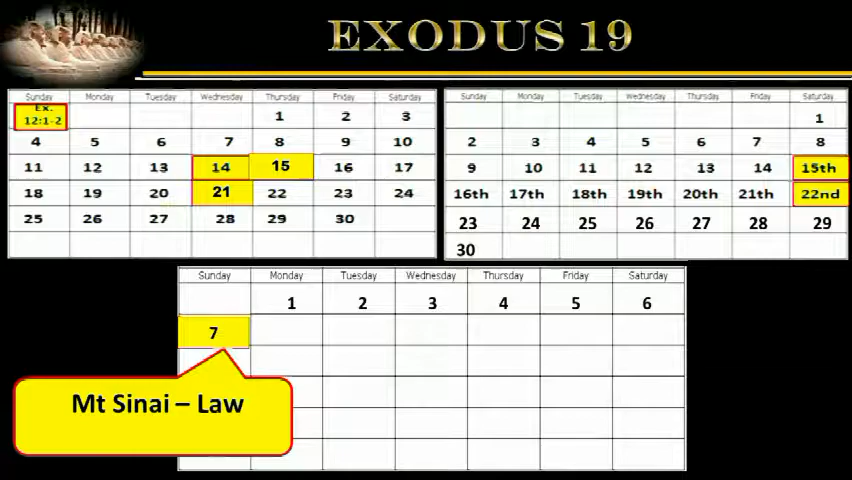 EXODUS 19
Sunday Monday Tuesday Wednesday Thursday Friday Saturday
Ex.
12:1-2 1 2 3
4 5 6 7 8 9 10
11 12 13 14 15 16 17
18 19 20 21 22 23 24
25 26 27 28 29 30
Sunday Monday Tuesday Wednesday Thursday Friday Saturday
1
2 3 4 5 6 7 8
9 10 11 12 13 14 15th
16th 17th 18th 19th 20th 21th 22nd
23 24 25 26 27 28 29
30
Sunday Monday Tuesday Wednesday Thursday Friday Saturday
1 2 3 4 5 6
7
Mt Sinai – Law